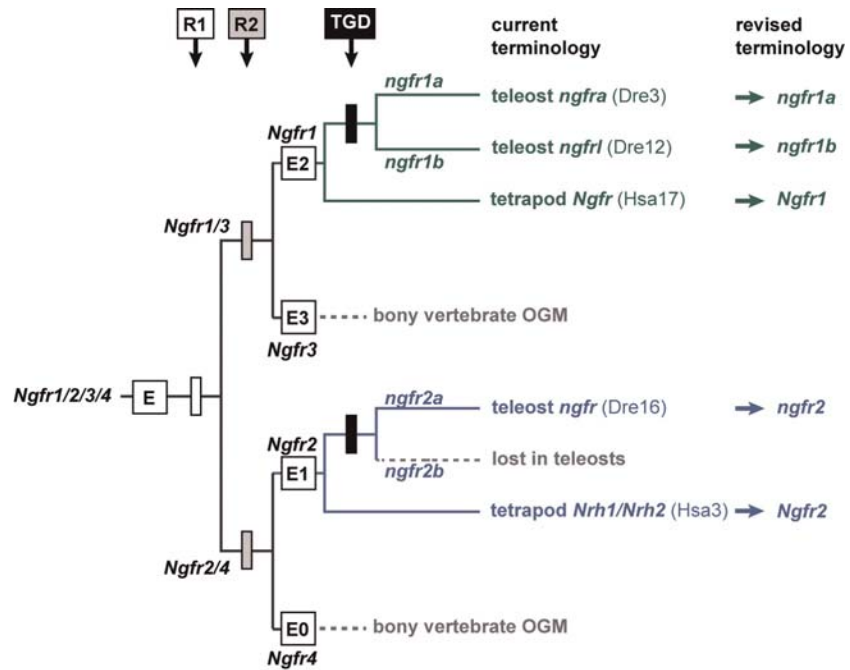 R1 R2 TGD current terminology revised terminology
ngfr1a
teleost ngfra (Dre3) ngfr1a
Ngfr1
E2
teleost ngfrl (Dre12) ngfr1b
ngfr1b
tetrapod Ngfr (Hsa17) Ngfr1
Ngfr1/3
E3 bony vertebrate OGM
Ngfr3
Ngfr1/2/3/4 E
ngfr2a
teleost ngfr (Dre16) ngfr2
Ngfr2
lost in teleosts
E1
ngfr2b
tetrapod Nrh1/Nrh2 (Hsa3) Ngfr2
Ngfr2/4
E0 bony vertebrate OGM
Ngfr4